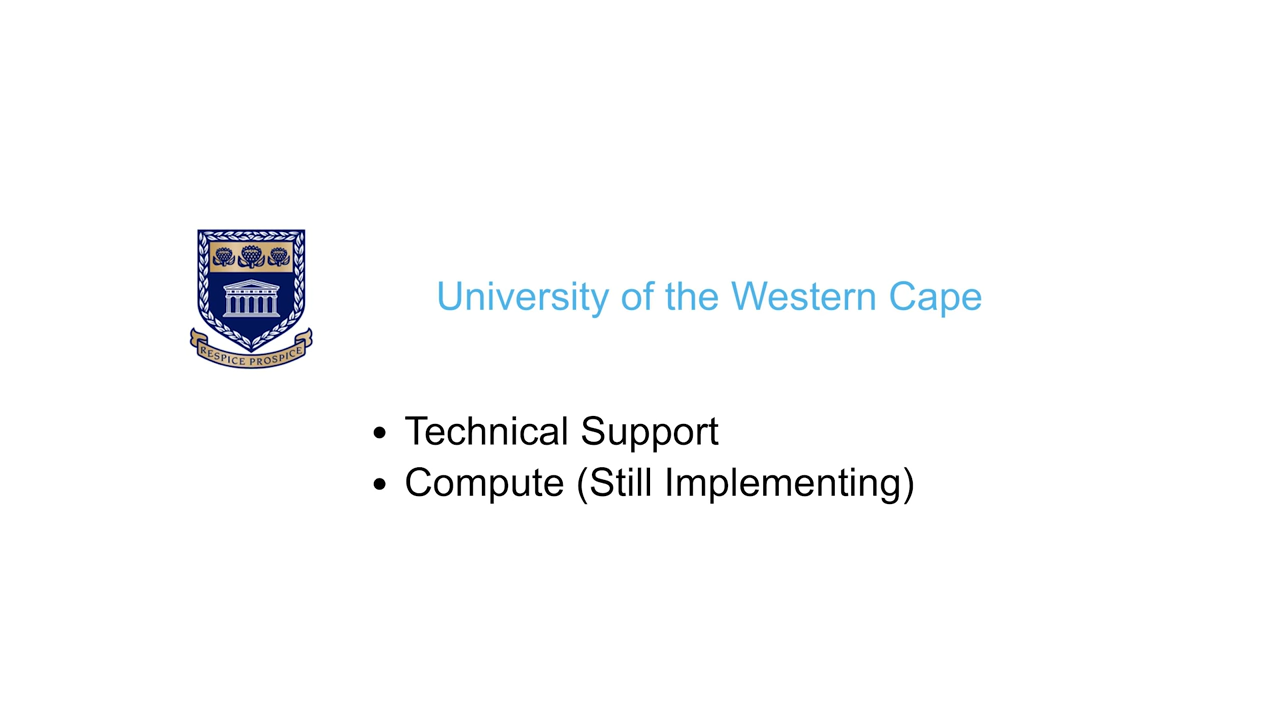 University of the Western Cape
RESPICE PROSPICE
• Technical Support
• Compute (Still Implementing)